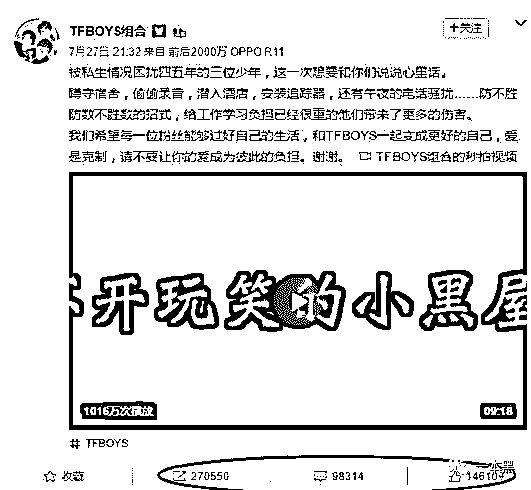 TFBOYS组合
+关注
7月27日 21:32 来自 前后2000万 OPPO R11
被私生情况困扰四五年的三位少年，这一次想要和你们说说心里话。
蹲守宿舍，偷偷录音，潜入酒店，安装追踪器，还有午夜的电话骚扰……防不胜
防数不胜数的招式，给工作学习负担已经很重的他们带来了更多的伤害。
我们希望每一位粉丝能够过好自己的生活，和TFBOYS一起变成更好的自己，爱
是克制，请不要让你的爱成为彼此的负担。谢谢。 TFBOYS组合的秒拍视频
开玩笑的小黑屋
1016万次播放
09:18
# TFBOYS
收藏
270550
98314